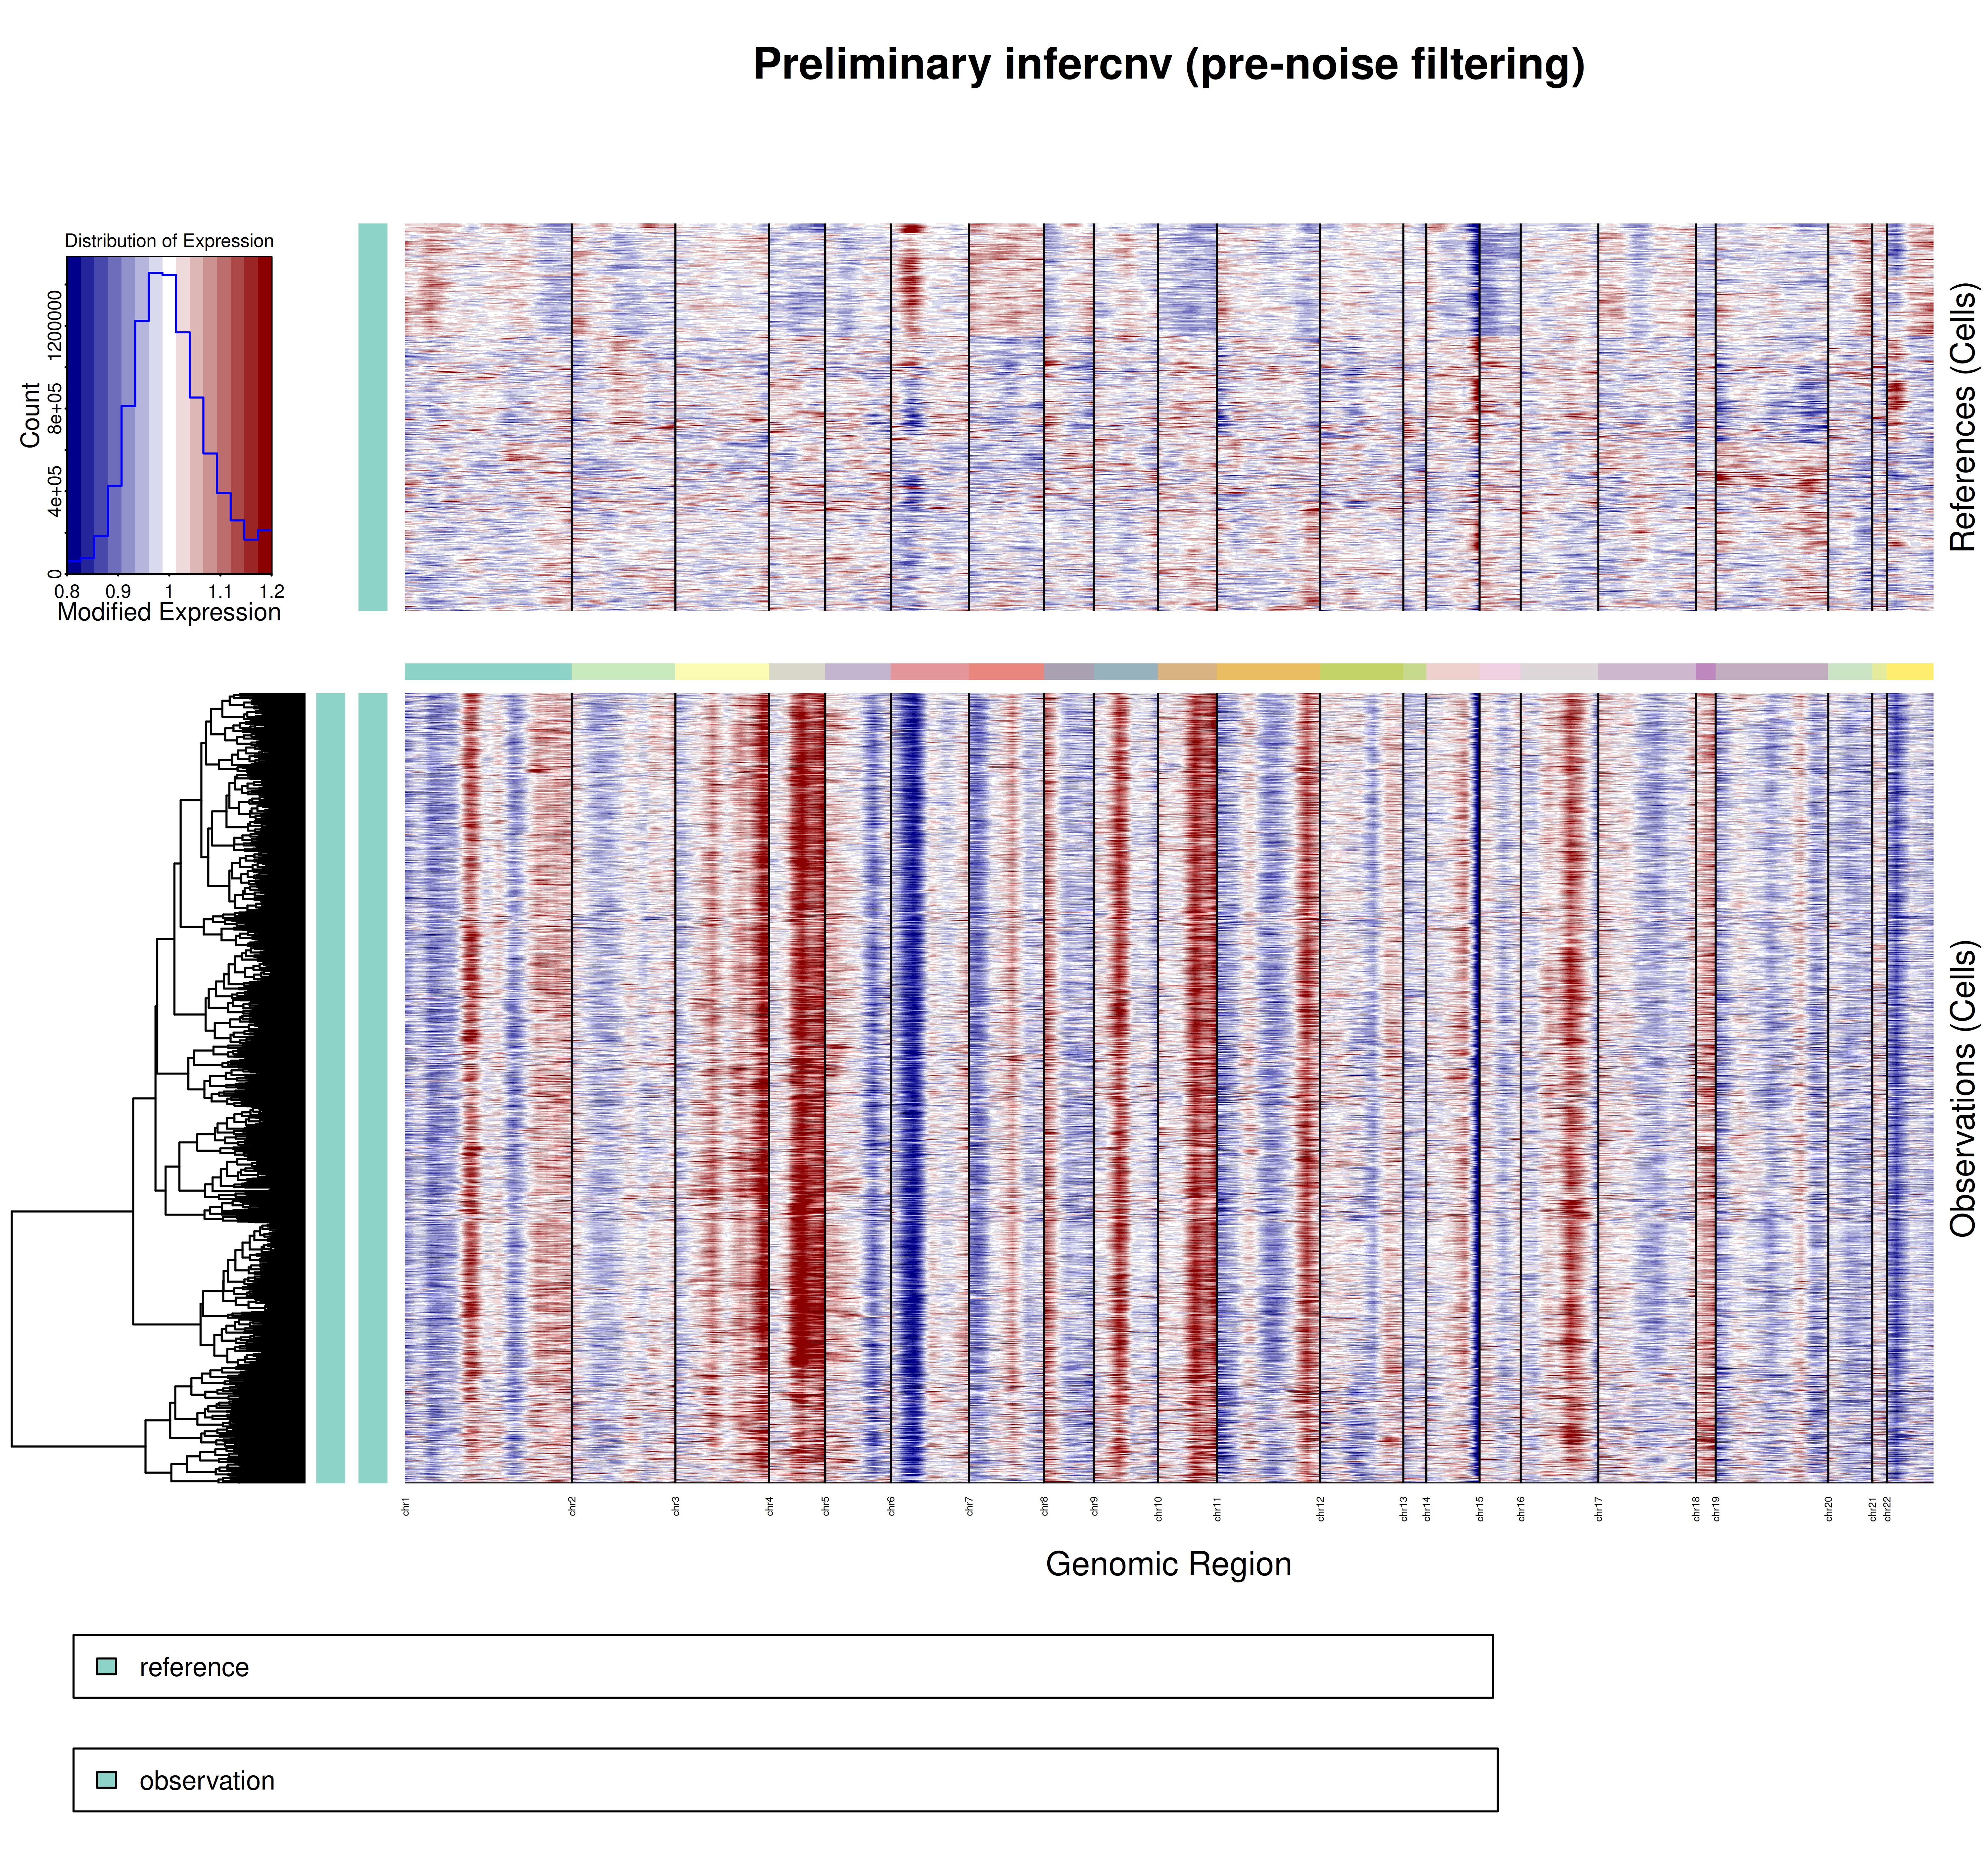 Preliminary infercnv (pre-noise filtering)
Distribution of Expression
Count
0 4e+05 8e+05 1200000
0.8 0.9 1 1.1 1.2
Modified Expression
References (Cells)
Observations (Cells)
chr1 chr2 chr3 chr4 chr5 chr6 chr7 chr8 chr9 chr10 chr11 chr12 chr13 chr14 chr15 chr16 chr17 chr18 chr19 chr20 chr21 chr22
Genomic Region
reference
observation